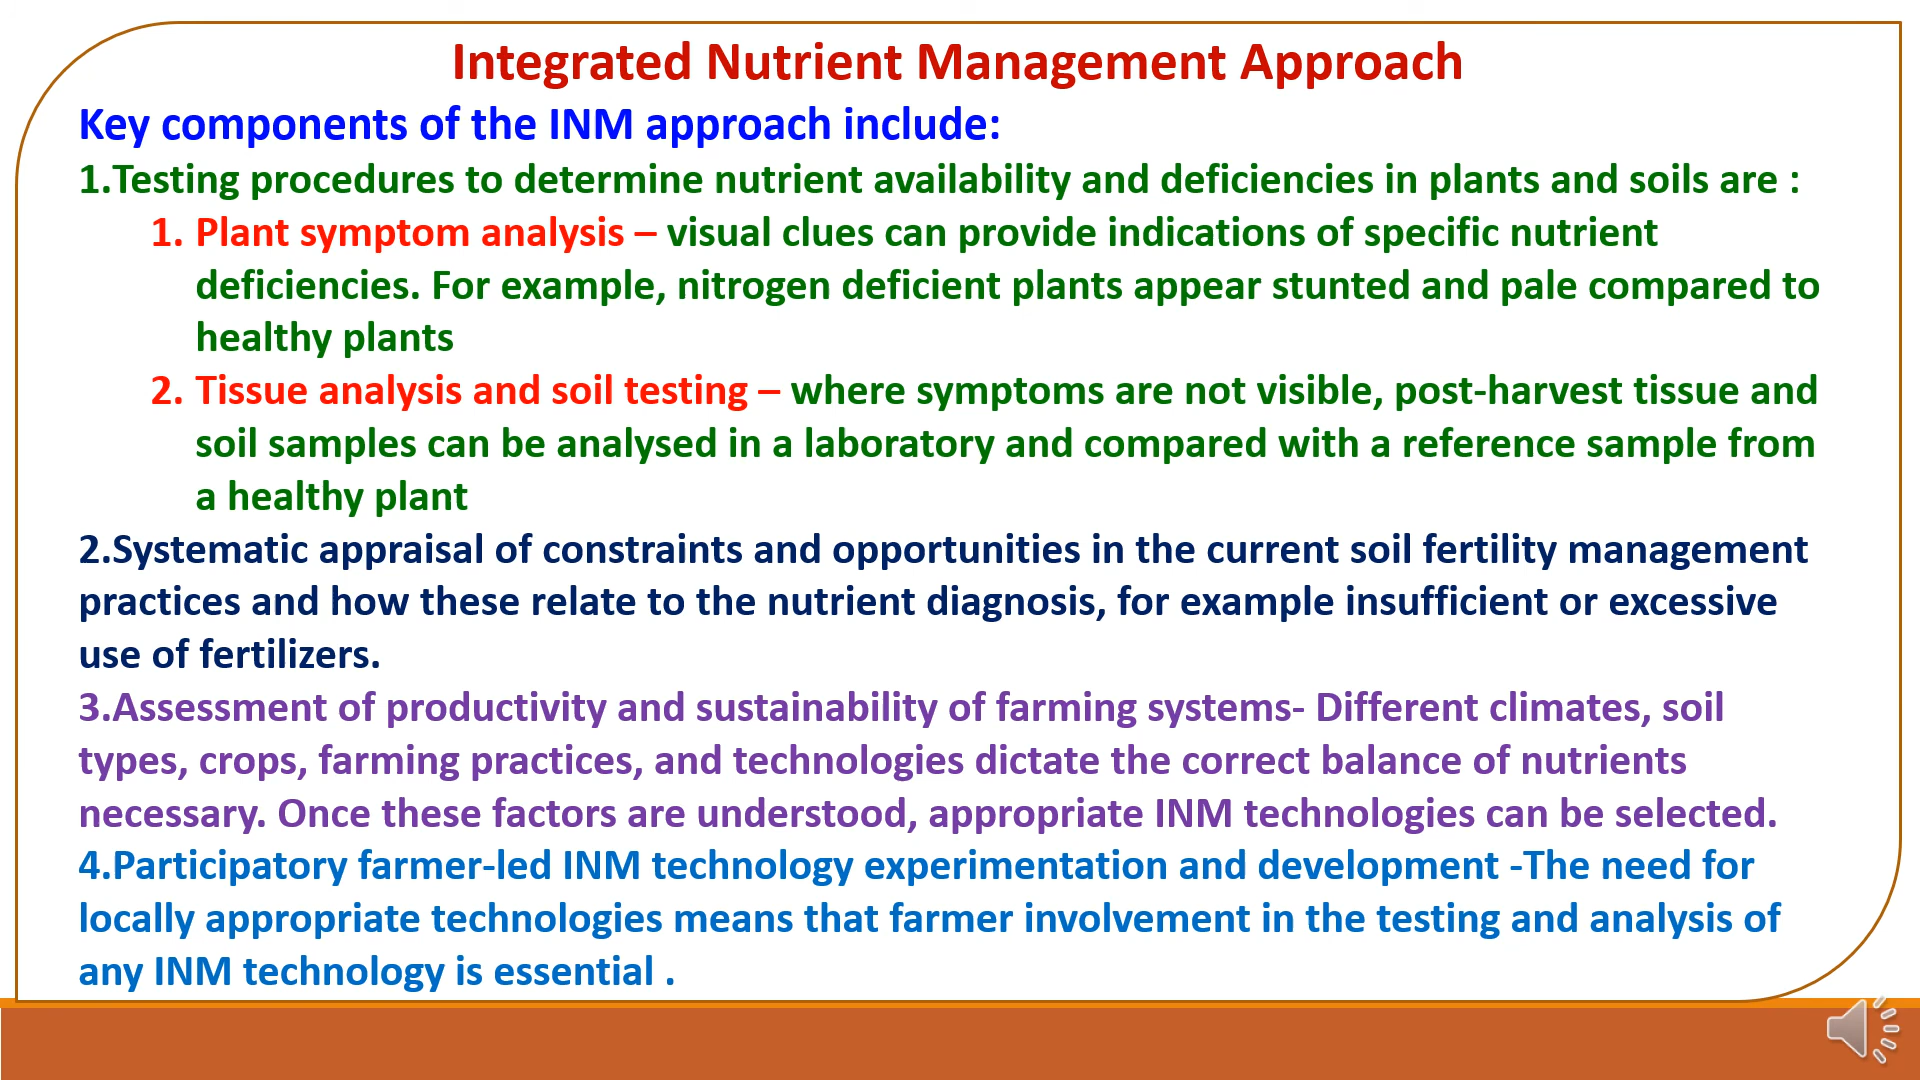 Integrated Nutrient Management Approach
Key components of the INM approach include:
1.Testing procedures to determine nutrient availability and deficiencies in plants and soils are :
1. Plant symptom analysis – visual clues can provide indications of specific nutrient
deficiencies. For example, nitrogen deficient plants appear stunted and pale compared to
healthy plants
2. Tissue analysis and soil testing – where symptoms are not visible, post-harvest tissue and
soil samples can be analysed in a laboratory and compared with a reference sample from
a healthy plant
2.Systematic appraisal of constraints and opportunities in the current soil fertility management
practices and how these relate to the nutrient diagnosis, for example insufficient or excessive
use of fertilizers.
3.Assessment of productivity and sustainability of farming systems- Different climates, soil
types, crops, farming practices, and technologies dictate the correct balance of nutrients
necessary. Once these factors are understood, appropriate INM technologies can be selected.
4.Participatory farmer-led INM technology experimentation and development -The need for
locally appropriate technologies means that farmer involvement in the testing and analysis of
any INM technology is essential .